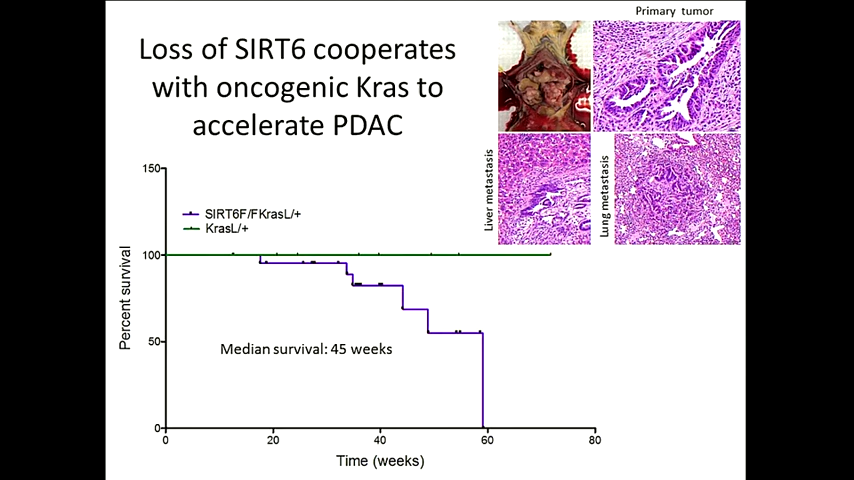 Primary tumor
Loss of SIRT6 cooperates
with oncogenic Kras to
accelerate PDAC
Liver metastasis
Lung metastasis
150
SIRT6F/FKrasL/+
KrasL/+
100
Percent survival
50
Median survival: 45 weeks
0
0
20
40
60
80
Time (weeks)